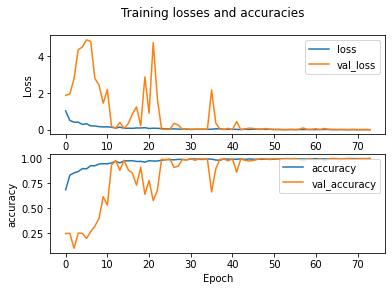 Training losses and accuracies
4
2
0
Loss
loss
val_loss
0 10 20 30 40 50 60 70
1.00
0.75
0.50
0.25
accuracy
accuracy
val_accuracy
0 10 20 30 40 50 60 70
Epoch